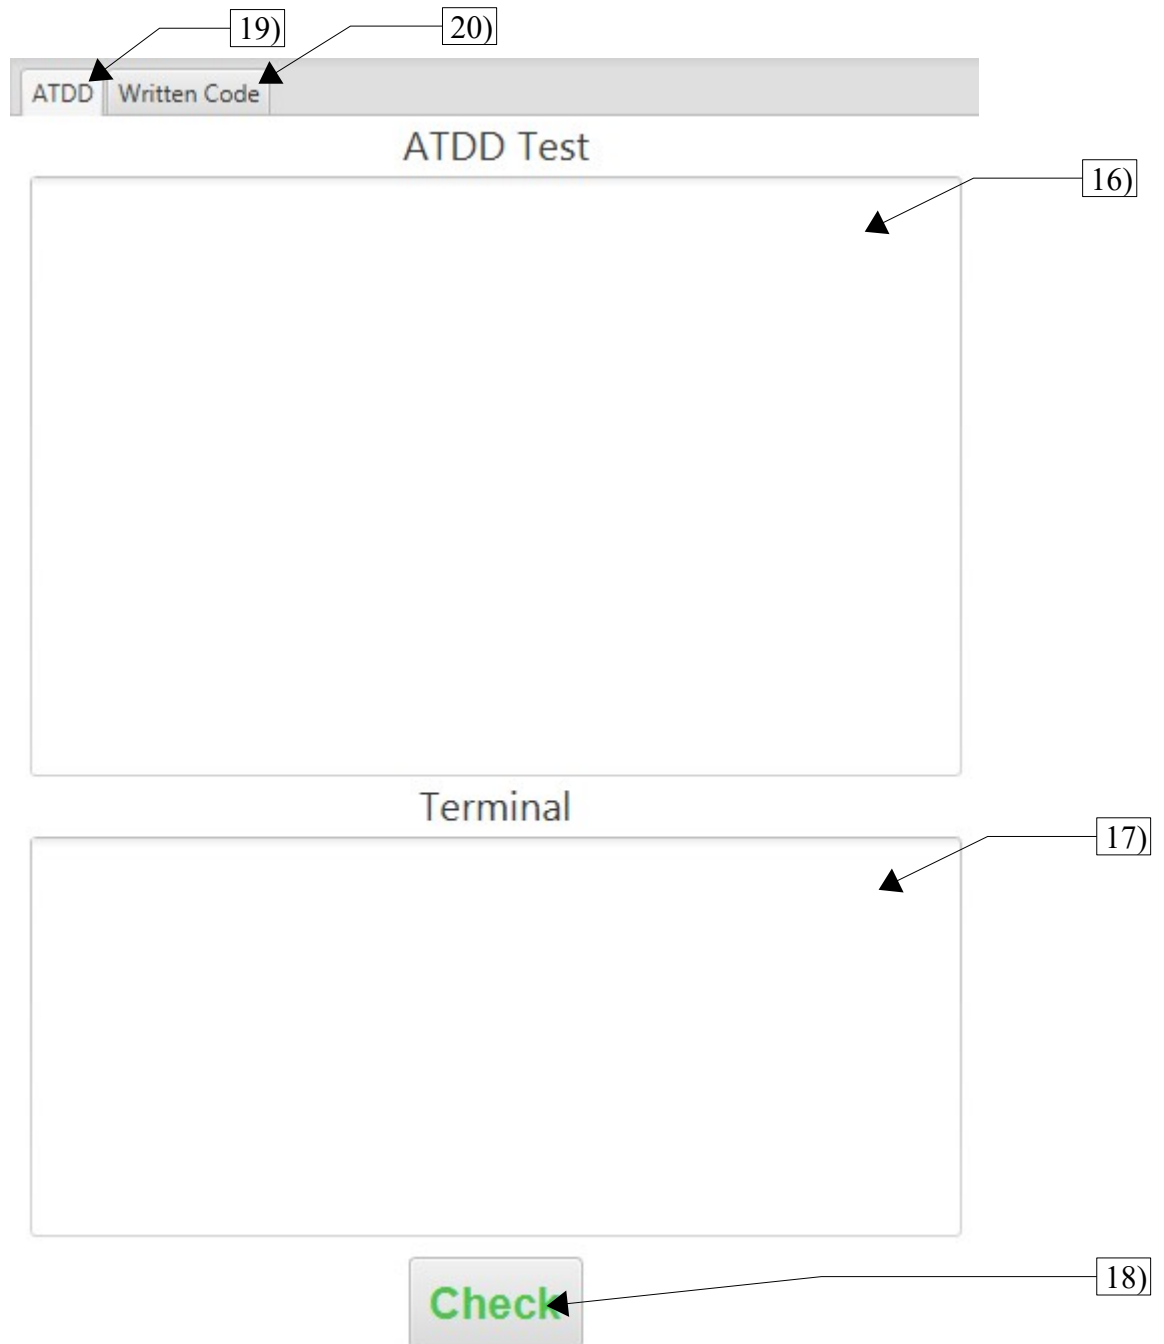 19) 20)
ATDD Written Code
ATDD Test
16)
Terminal
17)
Check
18)